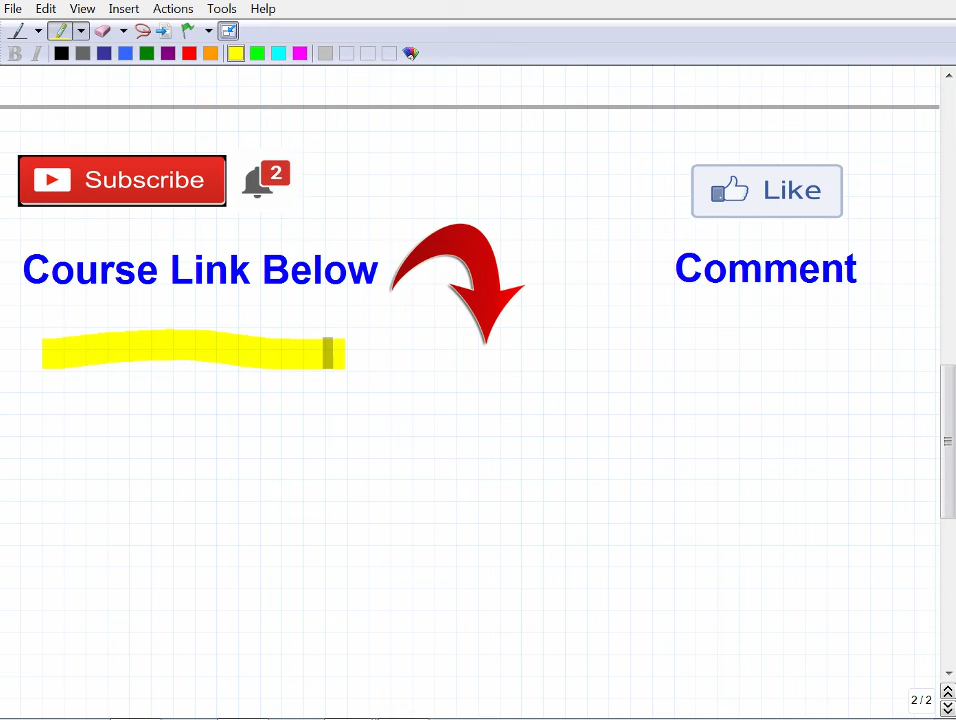 File Edit View Insert Actions Tools Help
B I
Subscribe 2
Like
Course Link Below
Comment
2 / 2